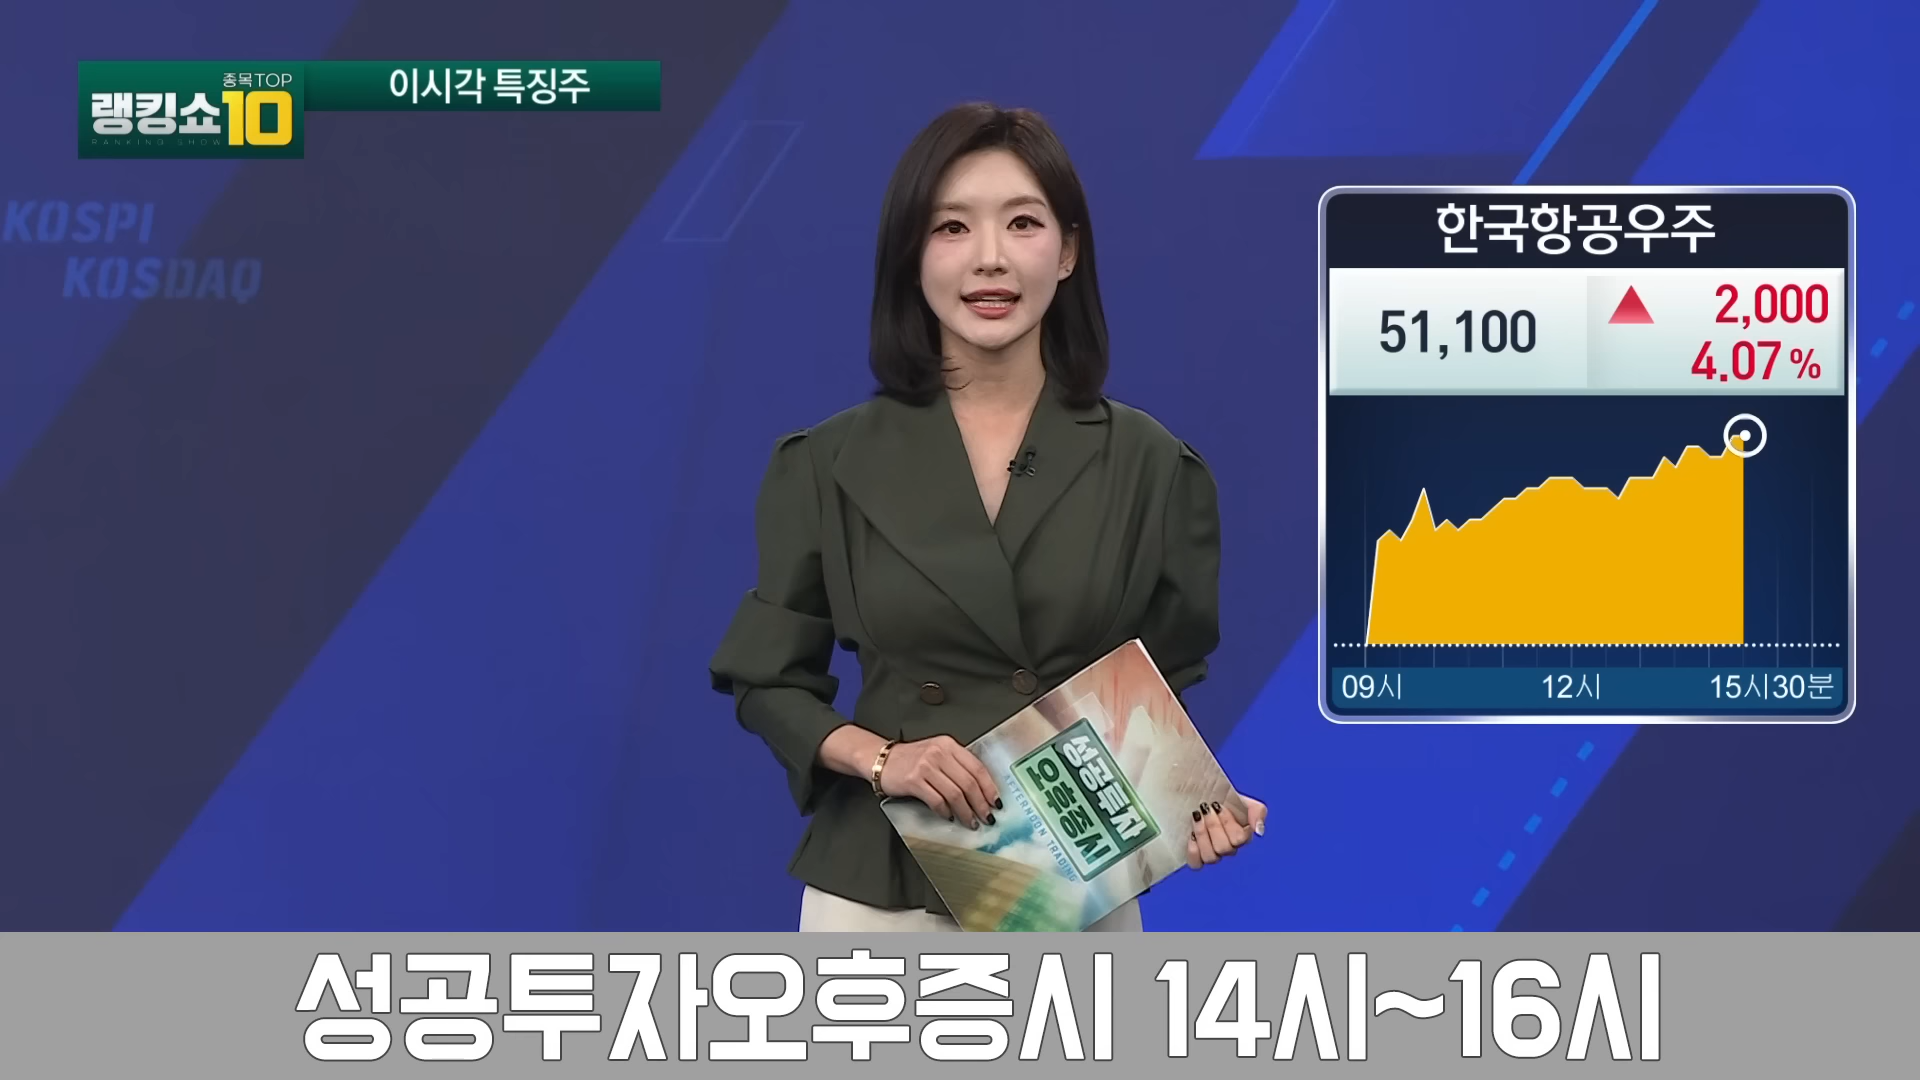 종목TOP
랭킹쇼10
RANKING SHOW
이시각 특징주
KOSPI
KOSDAQ
한국항공우주
51,100
▲ 2,000
4.07%
09시 12시 15시30분
성공투자
오후증시
AFTERNOON TRADING
성공투자오후증시 14시~16시